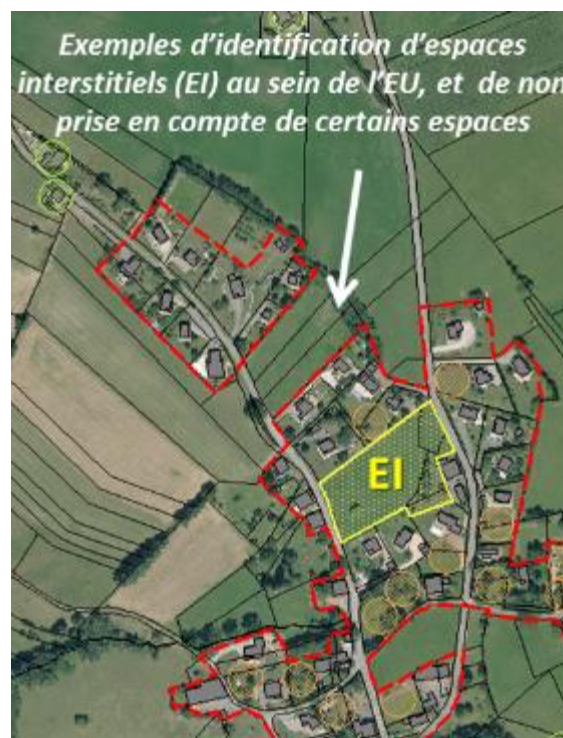 Exemples d'identification d'espaces
interstitiels (EI) au sein de l'EU, et de non
prise en compte de certains espaces
EI